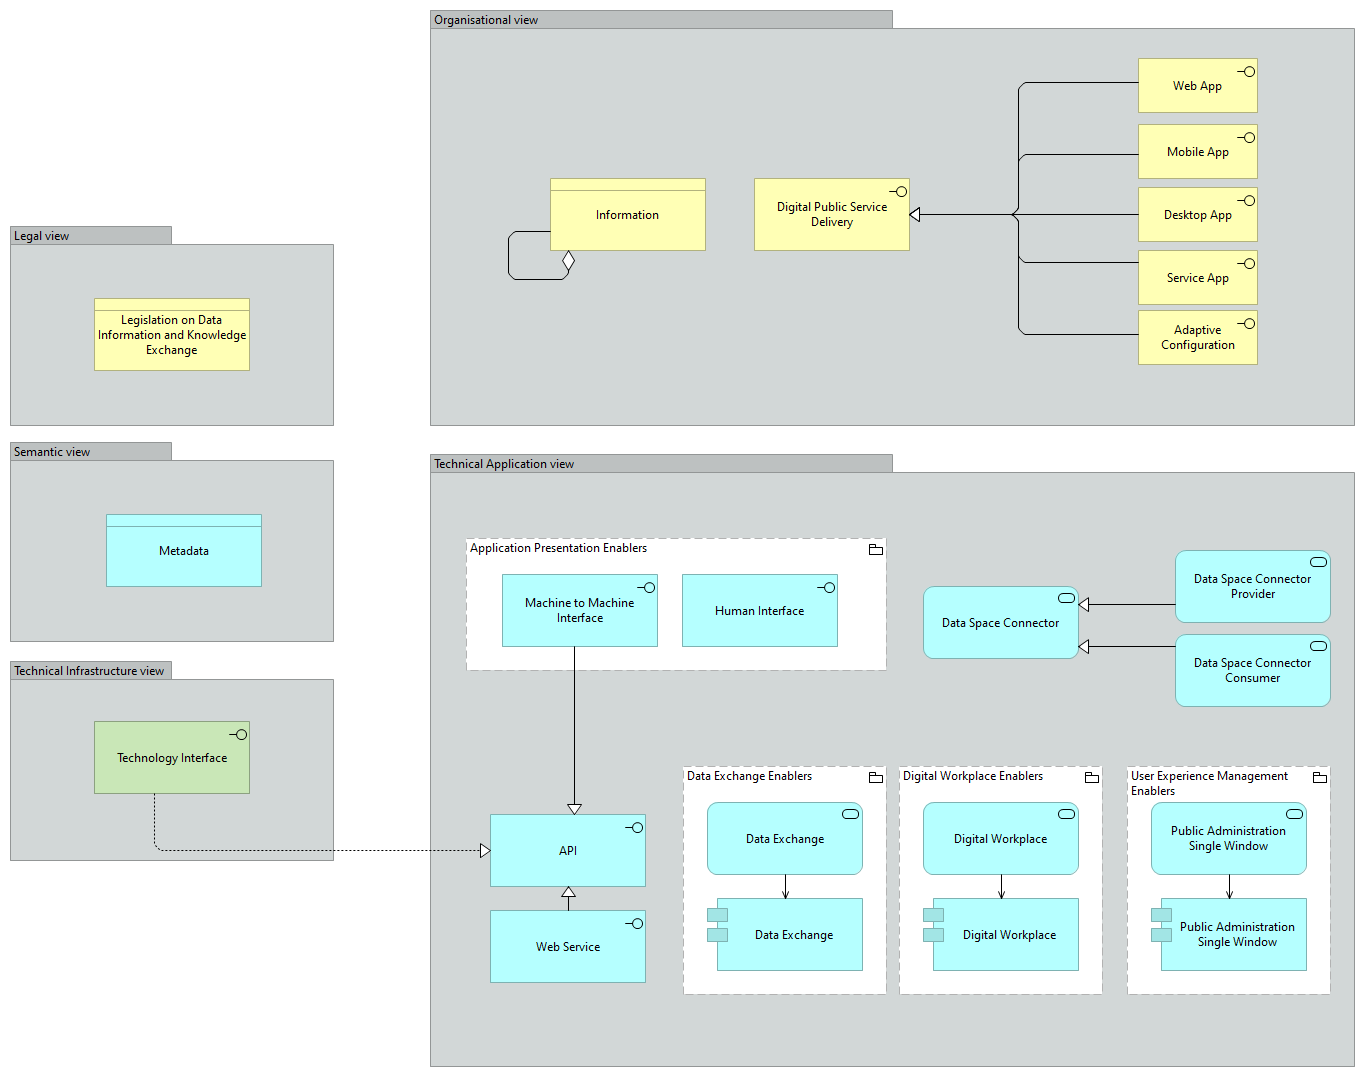 Organisational view
Web App
Mobile App
Information
Digital Public Service
Delivery
Desktop App
Service App
Adaptive
Configuration
Legal view
Legislation on Data
Information and Knowledge
Exchange
Semantic view
Metadata
Technical Infrastructure view
Technology Interface
Technical Application view
Application Presentation Enablers
Machine to Machine
Interface
Human Interface
Data Space Connector
Data Space Connector
Provider
Data Space Connector
Consumer
API
Web Service
Data Exchange Enablers
Data Exchange
Data Exchange
Digital Workplace Enablers
Digital Workplace
Digital Workplace
User Experience Management
Enablers
Public Administration
Single Window
Public Administration
Single Window